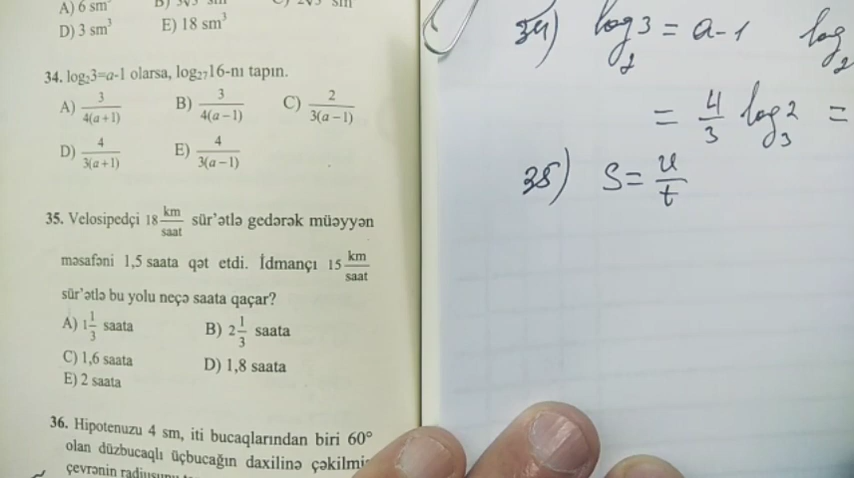 A) 6 sm³
D) 3 sm³ E) 18 sm³
34. log₂3=a-1 olarsa, log₂₇16-nı tapın.
A) 3/4(a+1) B) 3/4(a−1) C) 2/3(a−1)
D) 4/3(a+1) E) 4/3(a−1)
35. Velosipedçi 18 km/saat sür'ətlə gedərək müəyyən
məsafəni 1,5 saata qət etdi. İdmançı 15 km/saat
sür'ətlə bu yolu neçə saata qaçar?
A) 1 1/3 saata B) 2 1/3 saata
C) 1,6 saata D) 1,8 saata
E) 2 saata
36. Hipotenuzu 4 sm, iti bucaqlarından biri 60°
olan düzbucaqlı üçbucağın daxilinə çəkilmi
çevrənin
34) log₂3 = a-1 log₂
= 4/3 log₃2 =
35) S = u/t